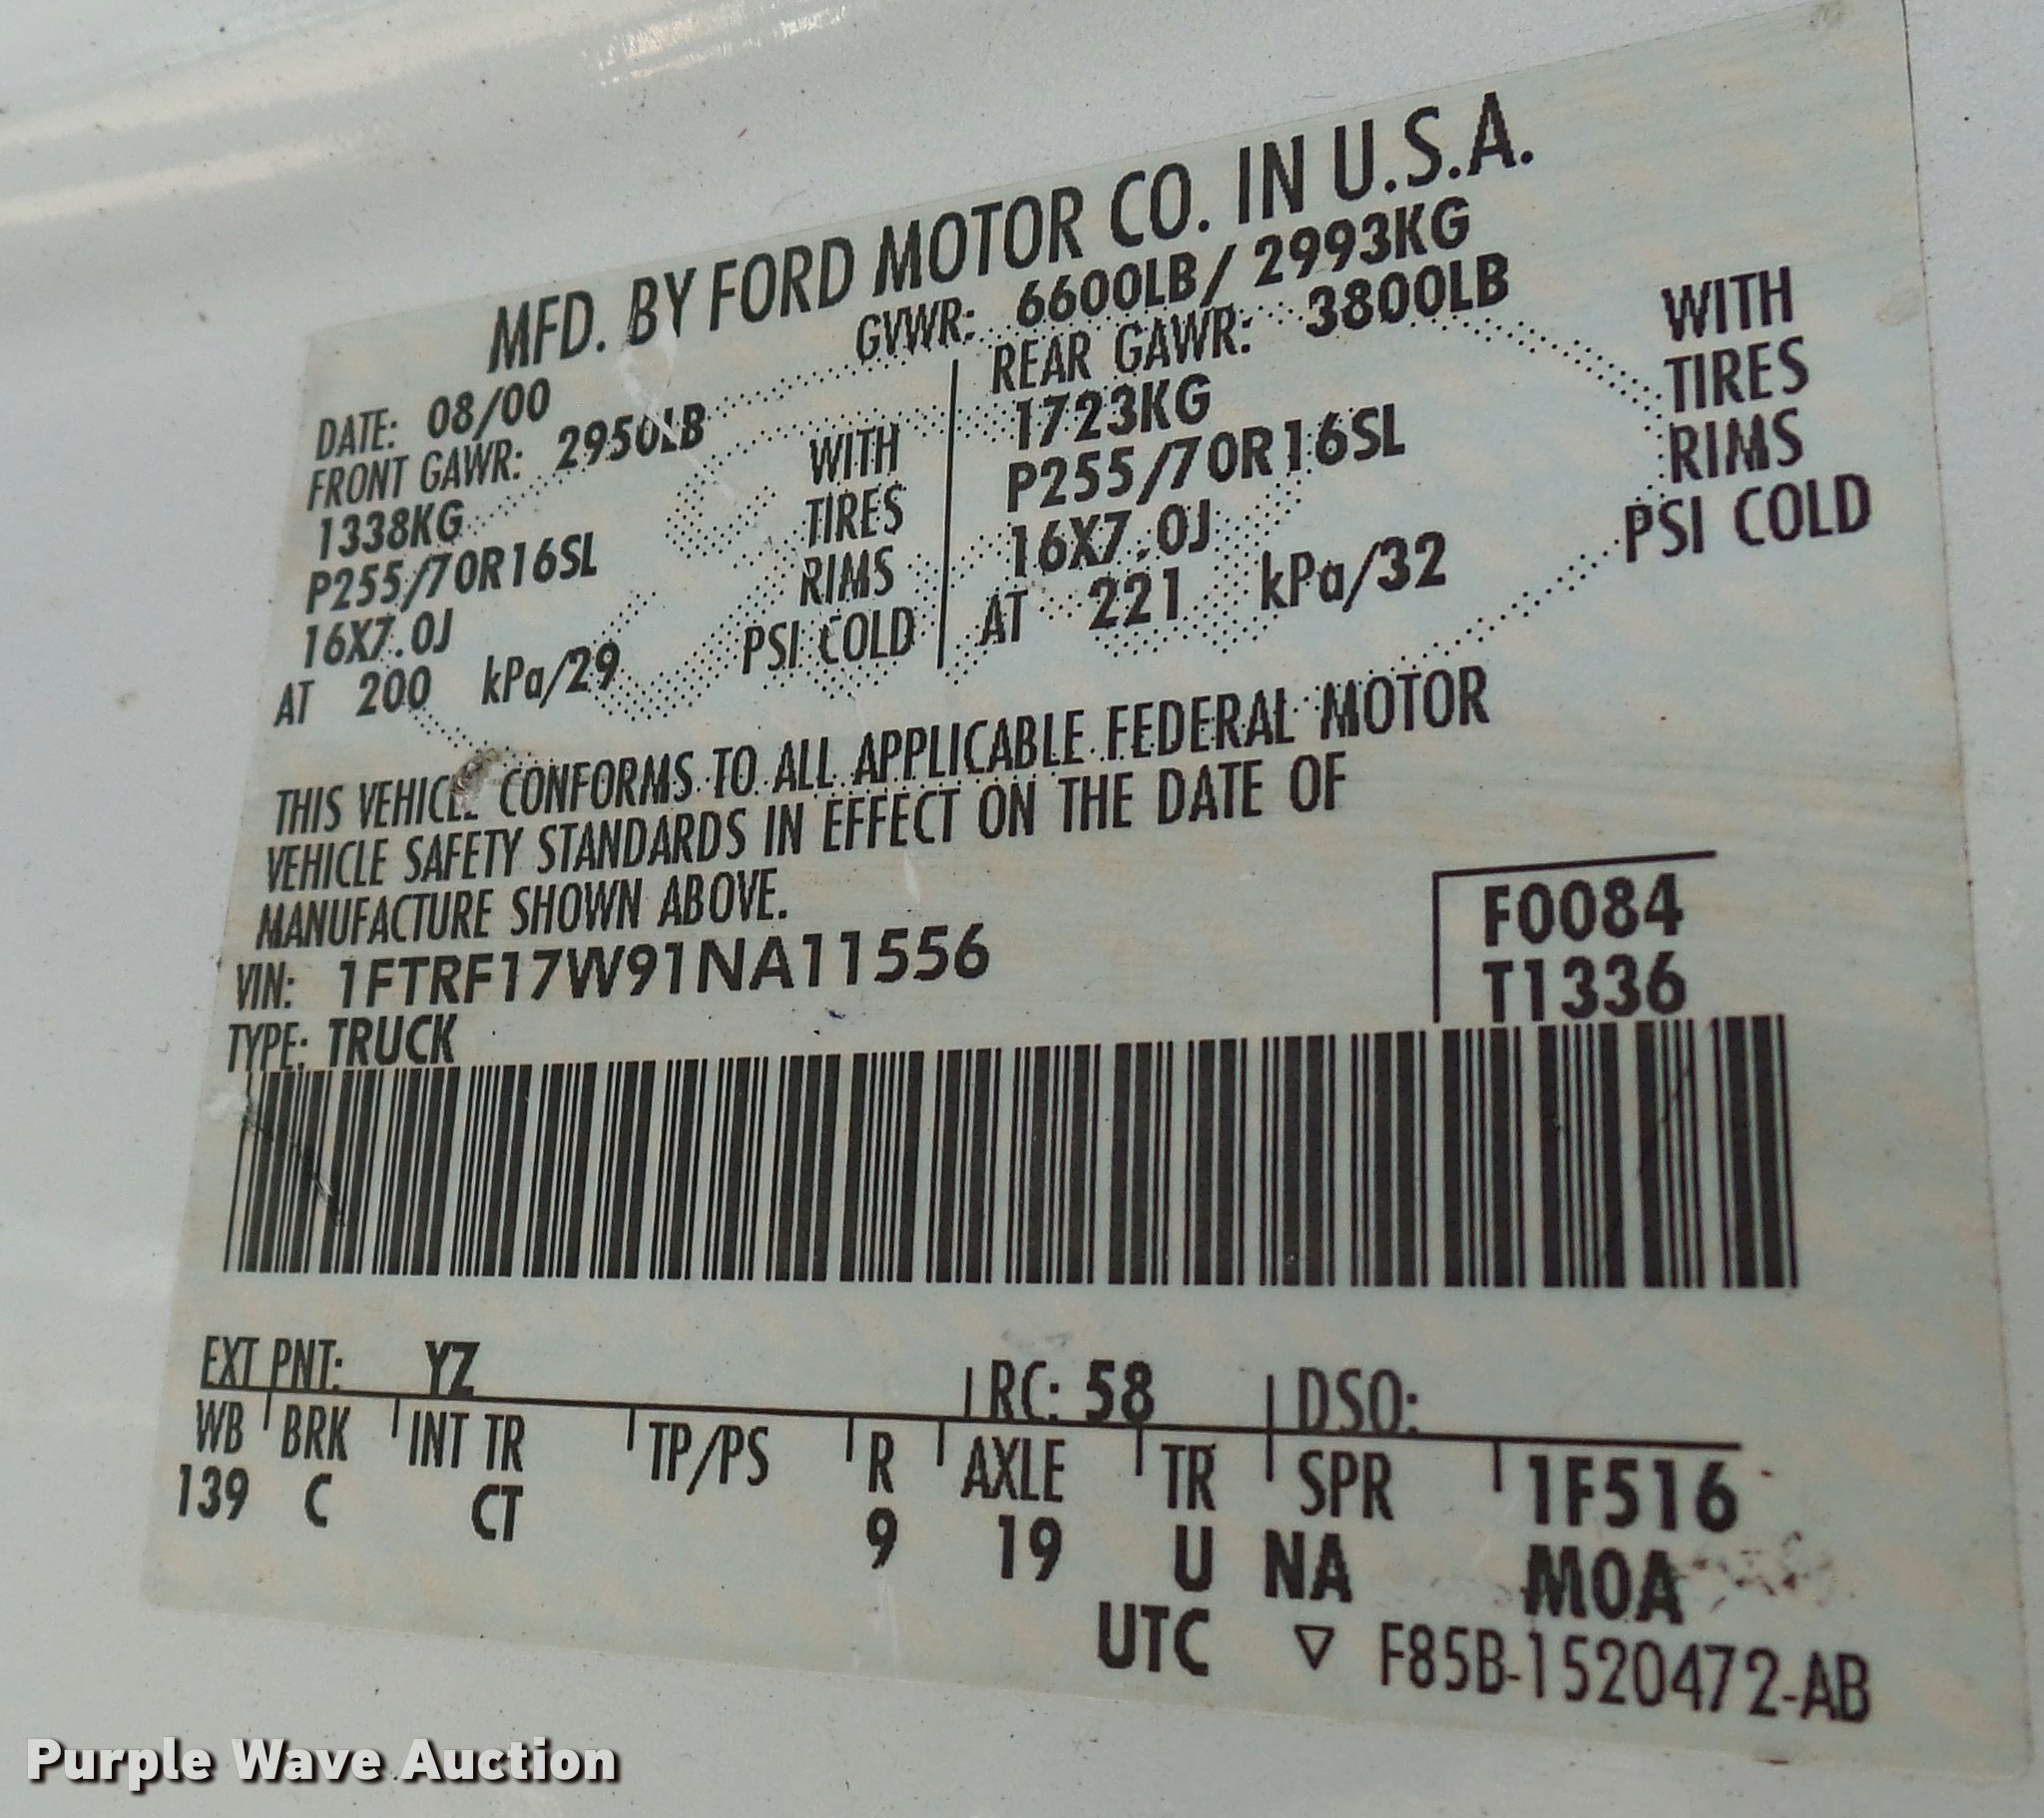 MFD. BY FORD MOTOR CO. IN U.S.A.
DATE: 08/00 GVWR: 6600LB/ 2993KG
FRONT GAWR: 2950LB REAR GAWR: 3800LB
1338KG WITH 1723KG WITH
P255/70R16SL TIRES P255/70R16SL TIRES
16X7.0J RIMS 16X7.0J RIMS
AT 200 kPa/29 PSI COLD AT 221 kPa/32 PSI COLD
THIS VEHICLE CONFORMS TO ALL APPLICABLE FEDERAL MOTOR
VEHICLE SAFETY STANDARDS IN EFFECT ON THE DATE OF
MANUFACTURE SHOWN ABOVE.
VIN: 1FTRF17W91NA11556 F0084
TYPE: TRUCK T1336
EXT PNT: YZ RC: 58 DSO:
WB BRK INT TR TP/PS R AXLE TR SPR 1F516
139 C CT 9 19 U NA MOA
UTC ▽ F85B-1520472-AB
Purple Wave Auction